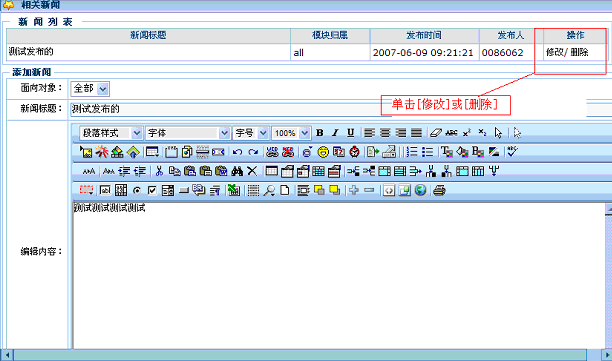 相关新闻
新 闻 列 表
新闻标题 模块归属 发布时间 发布人 操作
测试发布的 all 2007-06-09 09:21:21 0086062 修改/ 删除
添加新闻
面向对象： 全部
单击[修改]或[删除]
新闻标题： 测试发布的
段落样式 字体 字号 100% B I U ABC x² x₂
编辑内容： 测试测试测试测试